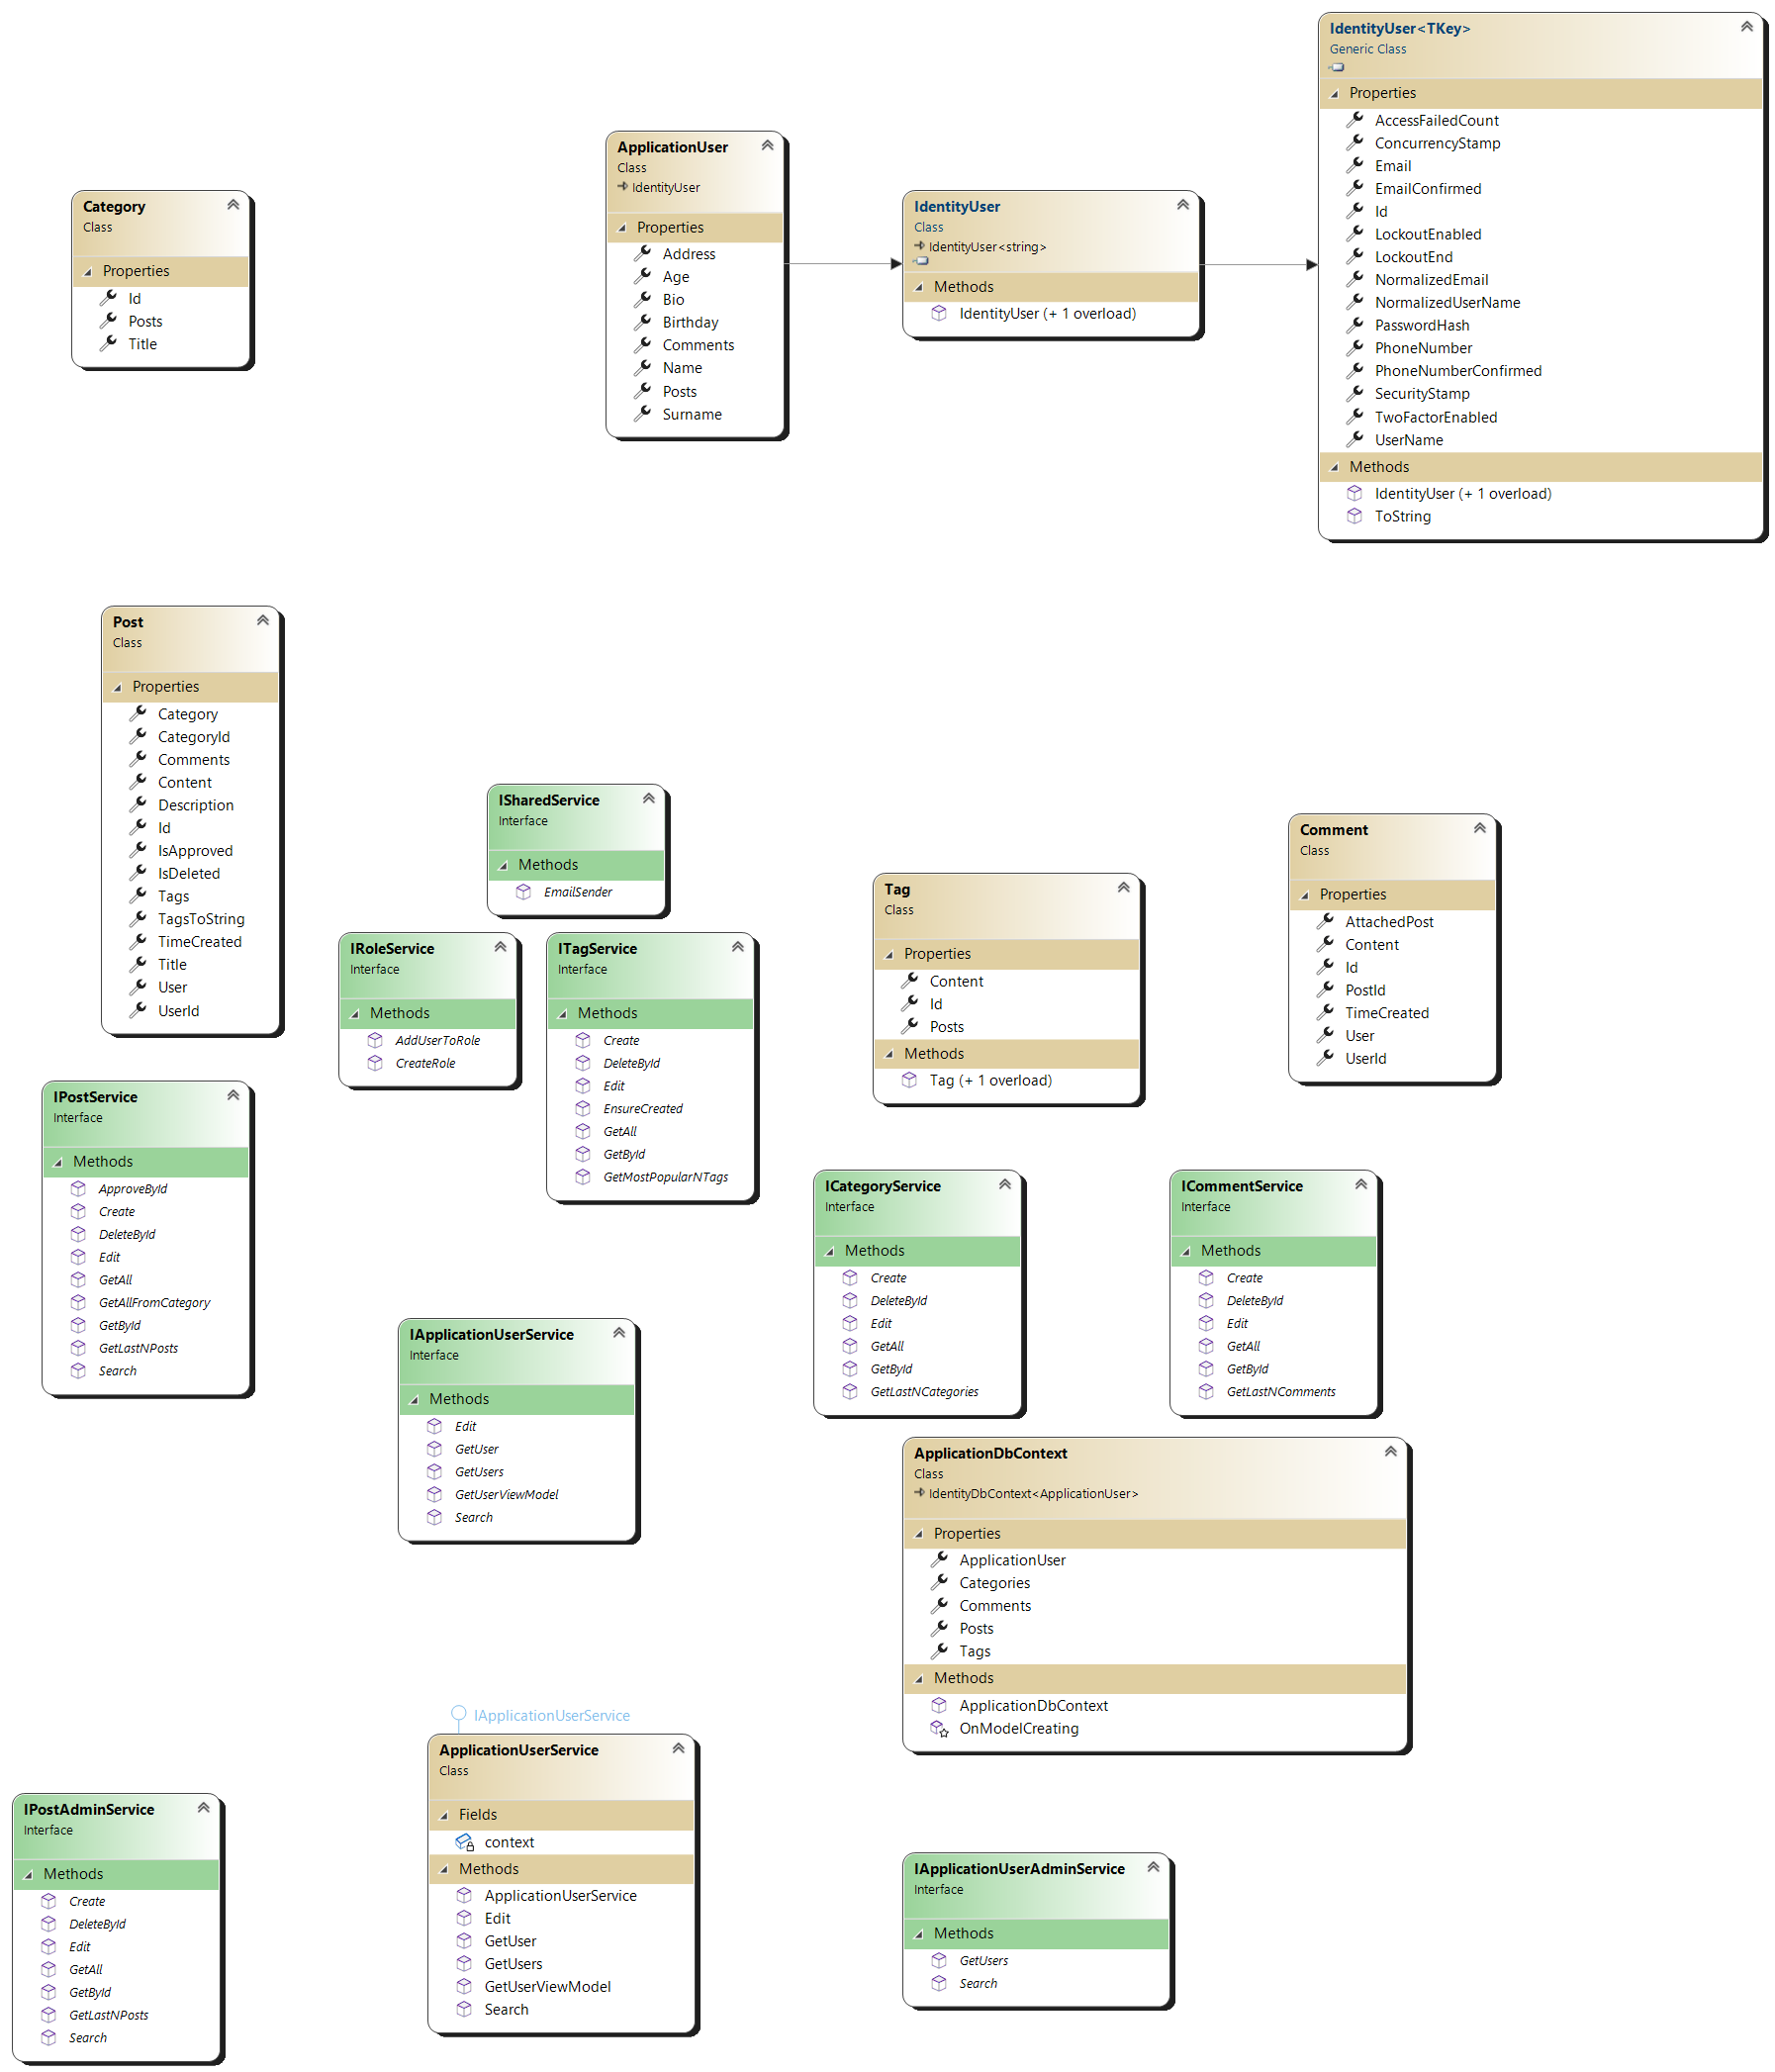 IdentityUser<TKey>
Generic Class
Properties
AccessFailedCount
ConcurrencyStamp
Email
EmailConfirmed
Id
LockoutEnabled
LockoutEnd
NormalizedEmail
NormalizedUserName
PasswordHash
PhoneNumber
PhoneNumberConfirmed
SecurityStamp
TwoFactorEnabled
UserName
Methods
IdentityUser (+ 1 overload)
ToString
ApplicationUser
Class
IdentityUser
Properties
Address
Age
Bio
Birthday
Comments
Name
Posts
Surname
IdentityUser
Class
IdentityUser<string>
Methods
IdentityUser (+ 1 overload)
Category
Class
Properties
Id
Posts
Title
Post
Class
Properties
Category
CategoryId
Comments
Content
Description
Id
IsApproved
IsDeleted
Tags
TagsToString
TimeCreated
Title
User
UserId
ISharedService
Interface
Methods
EmailSender
IRoleService
Interface
Methods
AddUserToRole
CreateRole
ITagService
Interface
Methods
Create
DeleteById
Edit
EnsureCreated
GetAll
GetById
GetMostPopularNTags
Tag
Class
Properties
Content
Id
Posts
Methods
Tag (+ 1 overload)
Comment
Class
Properties
AttachedPost
Content
Id
PostId
TimeCreated
User
UserId
IPostService
Interface
Methods
ApproveById
Create
DeleteById
Edit
GetAll
GetAllFromCategory
GetById
GetLastNPosts
Search
ICategoryService
Interface
Methods
Create
DeleteById
Edit
GetAll
GetById
GetLastNCategories
ICommentService
Interface
Methods
Create
DeleteById
Edit
GetAll
GetById
GetLastNComments
IApplicationUserService
Interface
Methods
Edit
GetUser
GetUsers
GetUserViewModel
Search
ApplicationDbContext
Class
IdentityDbContext<ApplicationUser>
Properties
ApplicationUser
Categories
Comments
Posts
Tags
Methods
ApplicationDbContext
OnModelCreating
IApplicationUserService
ApplicationUserService
Class
Fields
context
Methods
ApplicationUserService
Edit
GetUser
GetUsers
GetUserViewModel
Search
IPostAdminService
Interface
Methods
Create
DeleteById
Edit
GetAll
GetById
GetLastNPosts
Search
IApplicationUserAdminService
Interface
Methods
GetUsers
Search